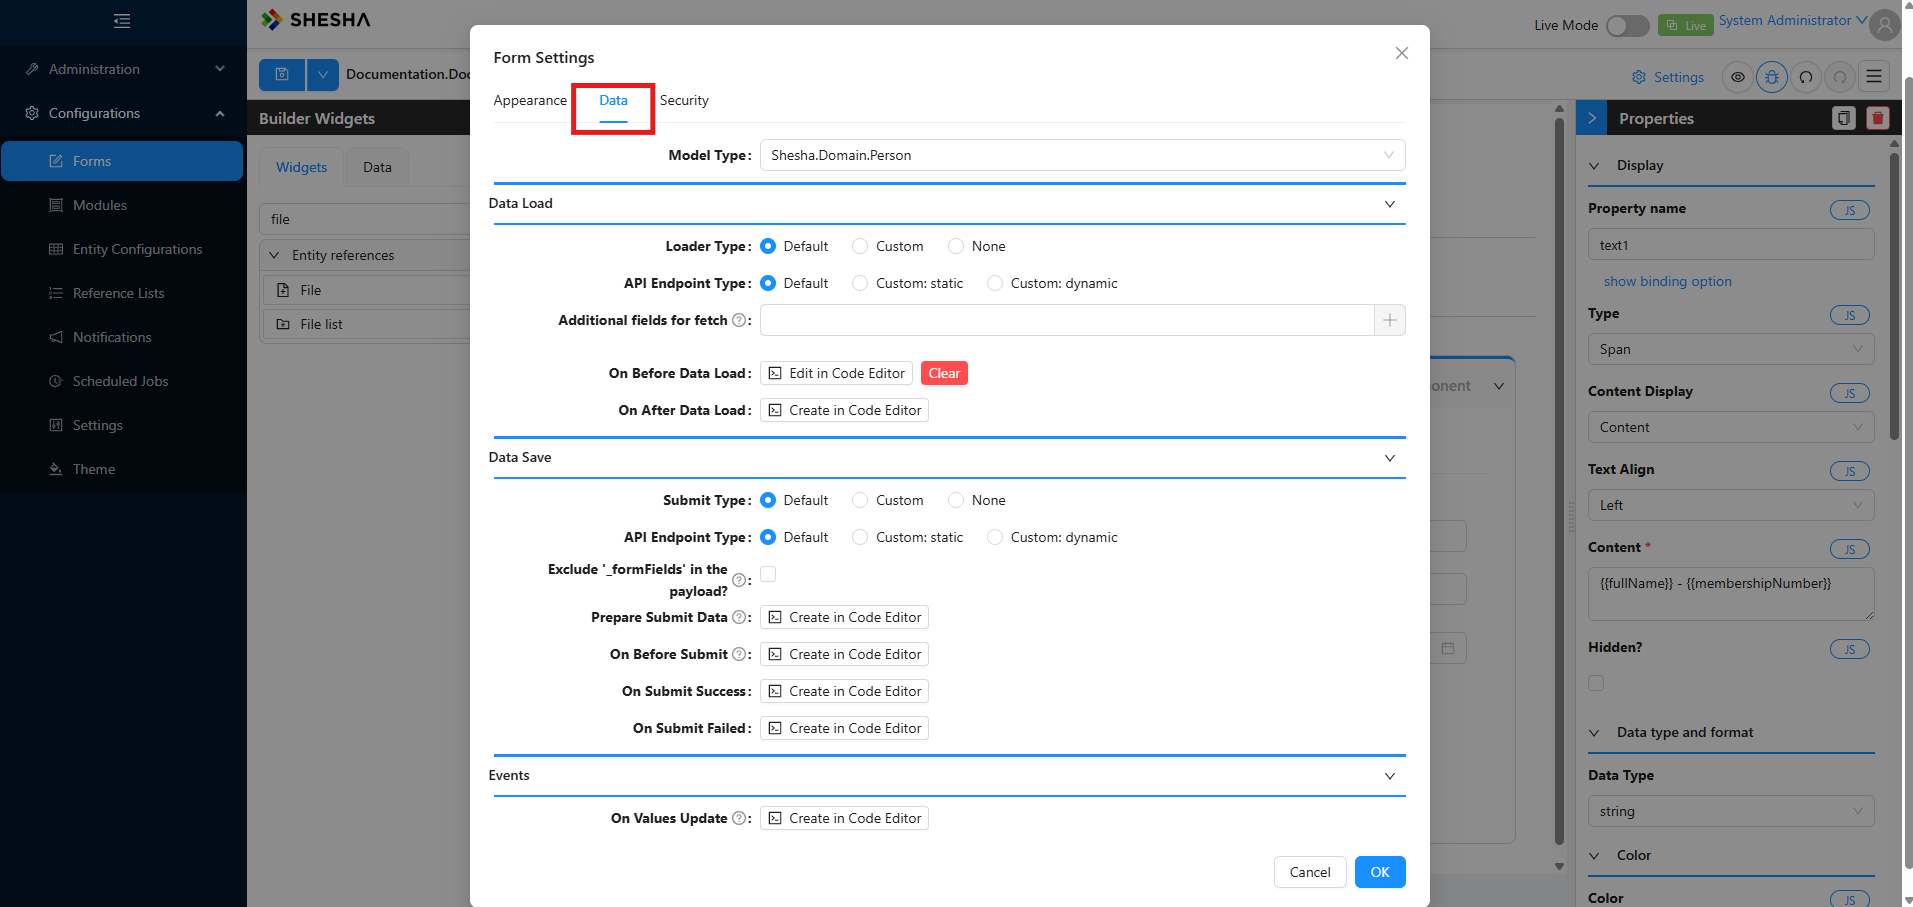 SHESHA
Live Mode
Live
System Administrator
Administration
Configurations
Forms
Modules
Entity Configurations
Reference Lists
Notifications
Scheduled Jobs
Settings
Theme
Documentation.Doc
Settings
Builder Widgets
Widgets
Data
file
Entity references
File
File list
Form Settings
Appearance
Data
Security
Model Type:
Shesha.Domain.Person
Data Load
Loader Type: Default Custom None
API Endpoint Type: Default Custom: static Custom: dynamic
Additional fields for fetch ? :
On Before Data Load: Edit in Code Editor Clear
On After Data Load: Create in Code Editor
Data Save
Submit Type: Default Custom None
API Endpoint Type: Default Custom: static Custom: dynamic
Exclude '_formFields' in the
payload? ? :
Prepare Submit Data ? : Create in Code Editor
On Before Submit ? : Create in Code Editor
On Submit Success: Create in Code Editor
On Submit Failed: Create in Code Editor
Events
On Values Update ? : Create in Code Editor
Cancel
OK
onent
Properties
Display
Property name JS
text1
show binding option
Type JS
Span
Content Display JS
Content
Text Align JS
Left
Content * JS
{{fullName}} - {{membershipNumber}}
Hidden? JS
Data type and format
Data Type
string
Color
Color JS